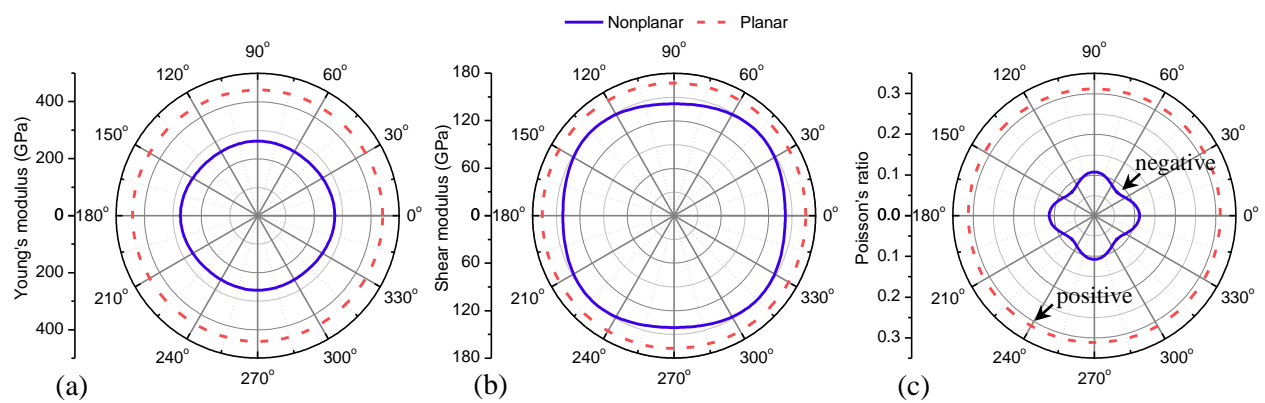 Nonplanar Planar
90° 120° 60° 150° 30° 180° 0° 210° 330° 240° 300° 270°
400 200 0 200 400
Young's modulus (GPa)
(a)
90° 120° 60° 150° 30° 180° 0° 210° 330° 240° 300° 270°
180 120 60 0 60 120 180
Shear modulus (GPa)
(b)
90° 120° 60° 150° 30° 180° 0° 210° 330° 240° 300° 270°
0.3 0.2 0.1 0.0 0.1 0.2 0.3
Poisson's ratio
negative
positive
(c)